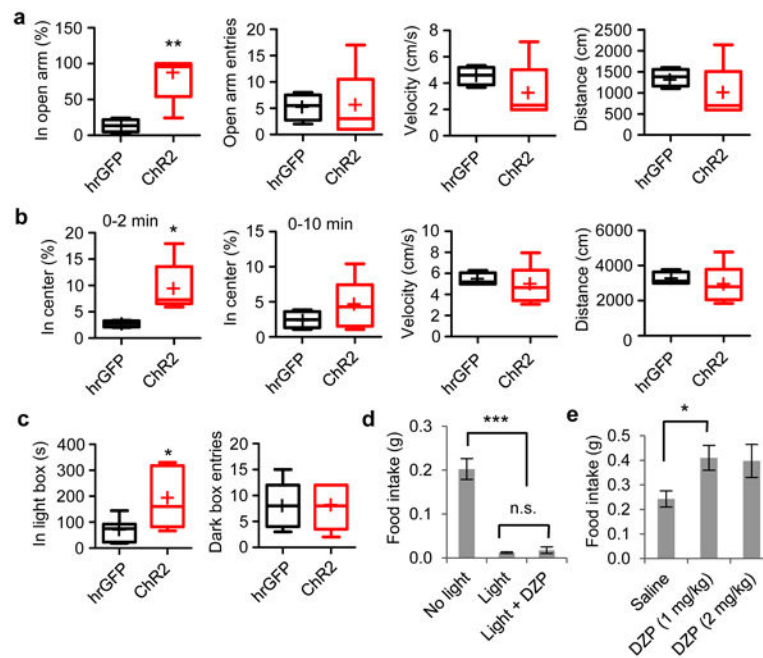 a
In open arm (%)
100
50
0
**
hrGFP
ChR2
Open arm entries
20
15
10
5
0
hrGFP
ChR2
Velocity (cm/s)
8
6
4
2
0
hrGFP
ChR2
Distance (cm)
2500
2000
1500
1000
500
0
hrGFP
ChR2
b
0-2 min
In center (%)
20
15
10
5
0
*
hrGFP
ChR2
0-10 min
In center (%)
15
10
5
0
hrGFP
ChR2
Velocity (cm/s)
10
8
6
4
2
0
hrGFP
ChR2
Distance (cm)
6000
4000
2000
0
hrGFP
ChR2
c
In light box (s)
400
300
200
100
0
*
hrGFP
ChR2
Dark box entries
20
15
10
5
0
hrGFP
ChR2
d
Food intake (g)
0.3
0.2
0.1
0.0
***
n.s.
No light
Light
Light + DZP
e
Food intake (g)
0.5
0.4
0.3
0.2
0.1
0.0
*
Saline
DZP (1 mg/kg)
DZP (2 mg/kg)